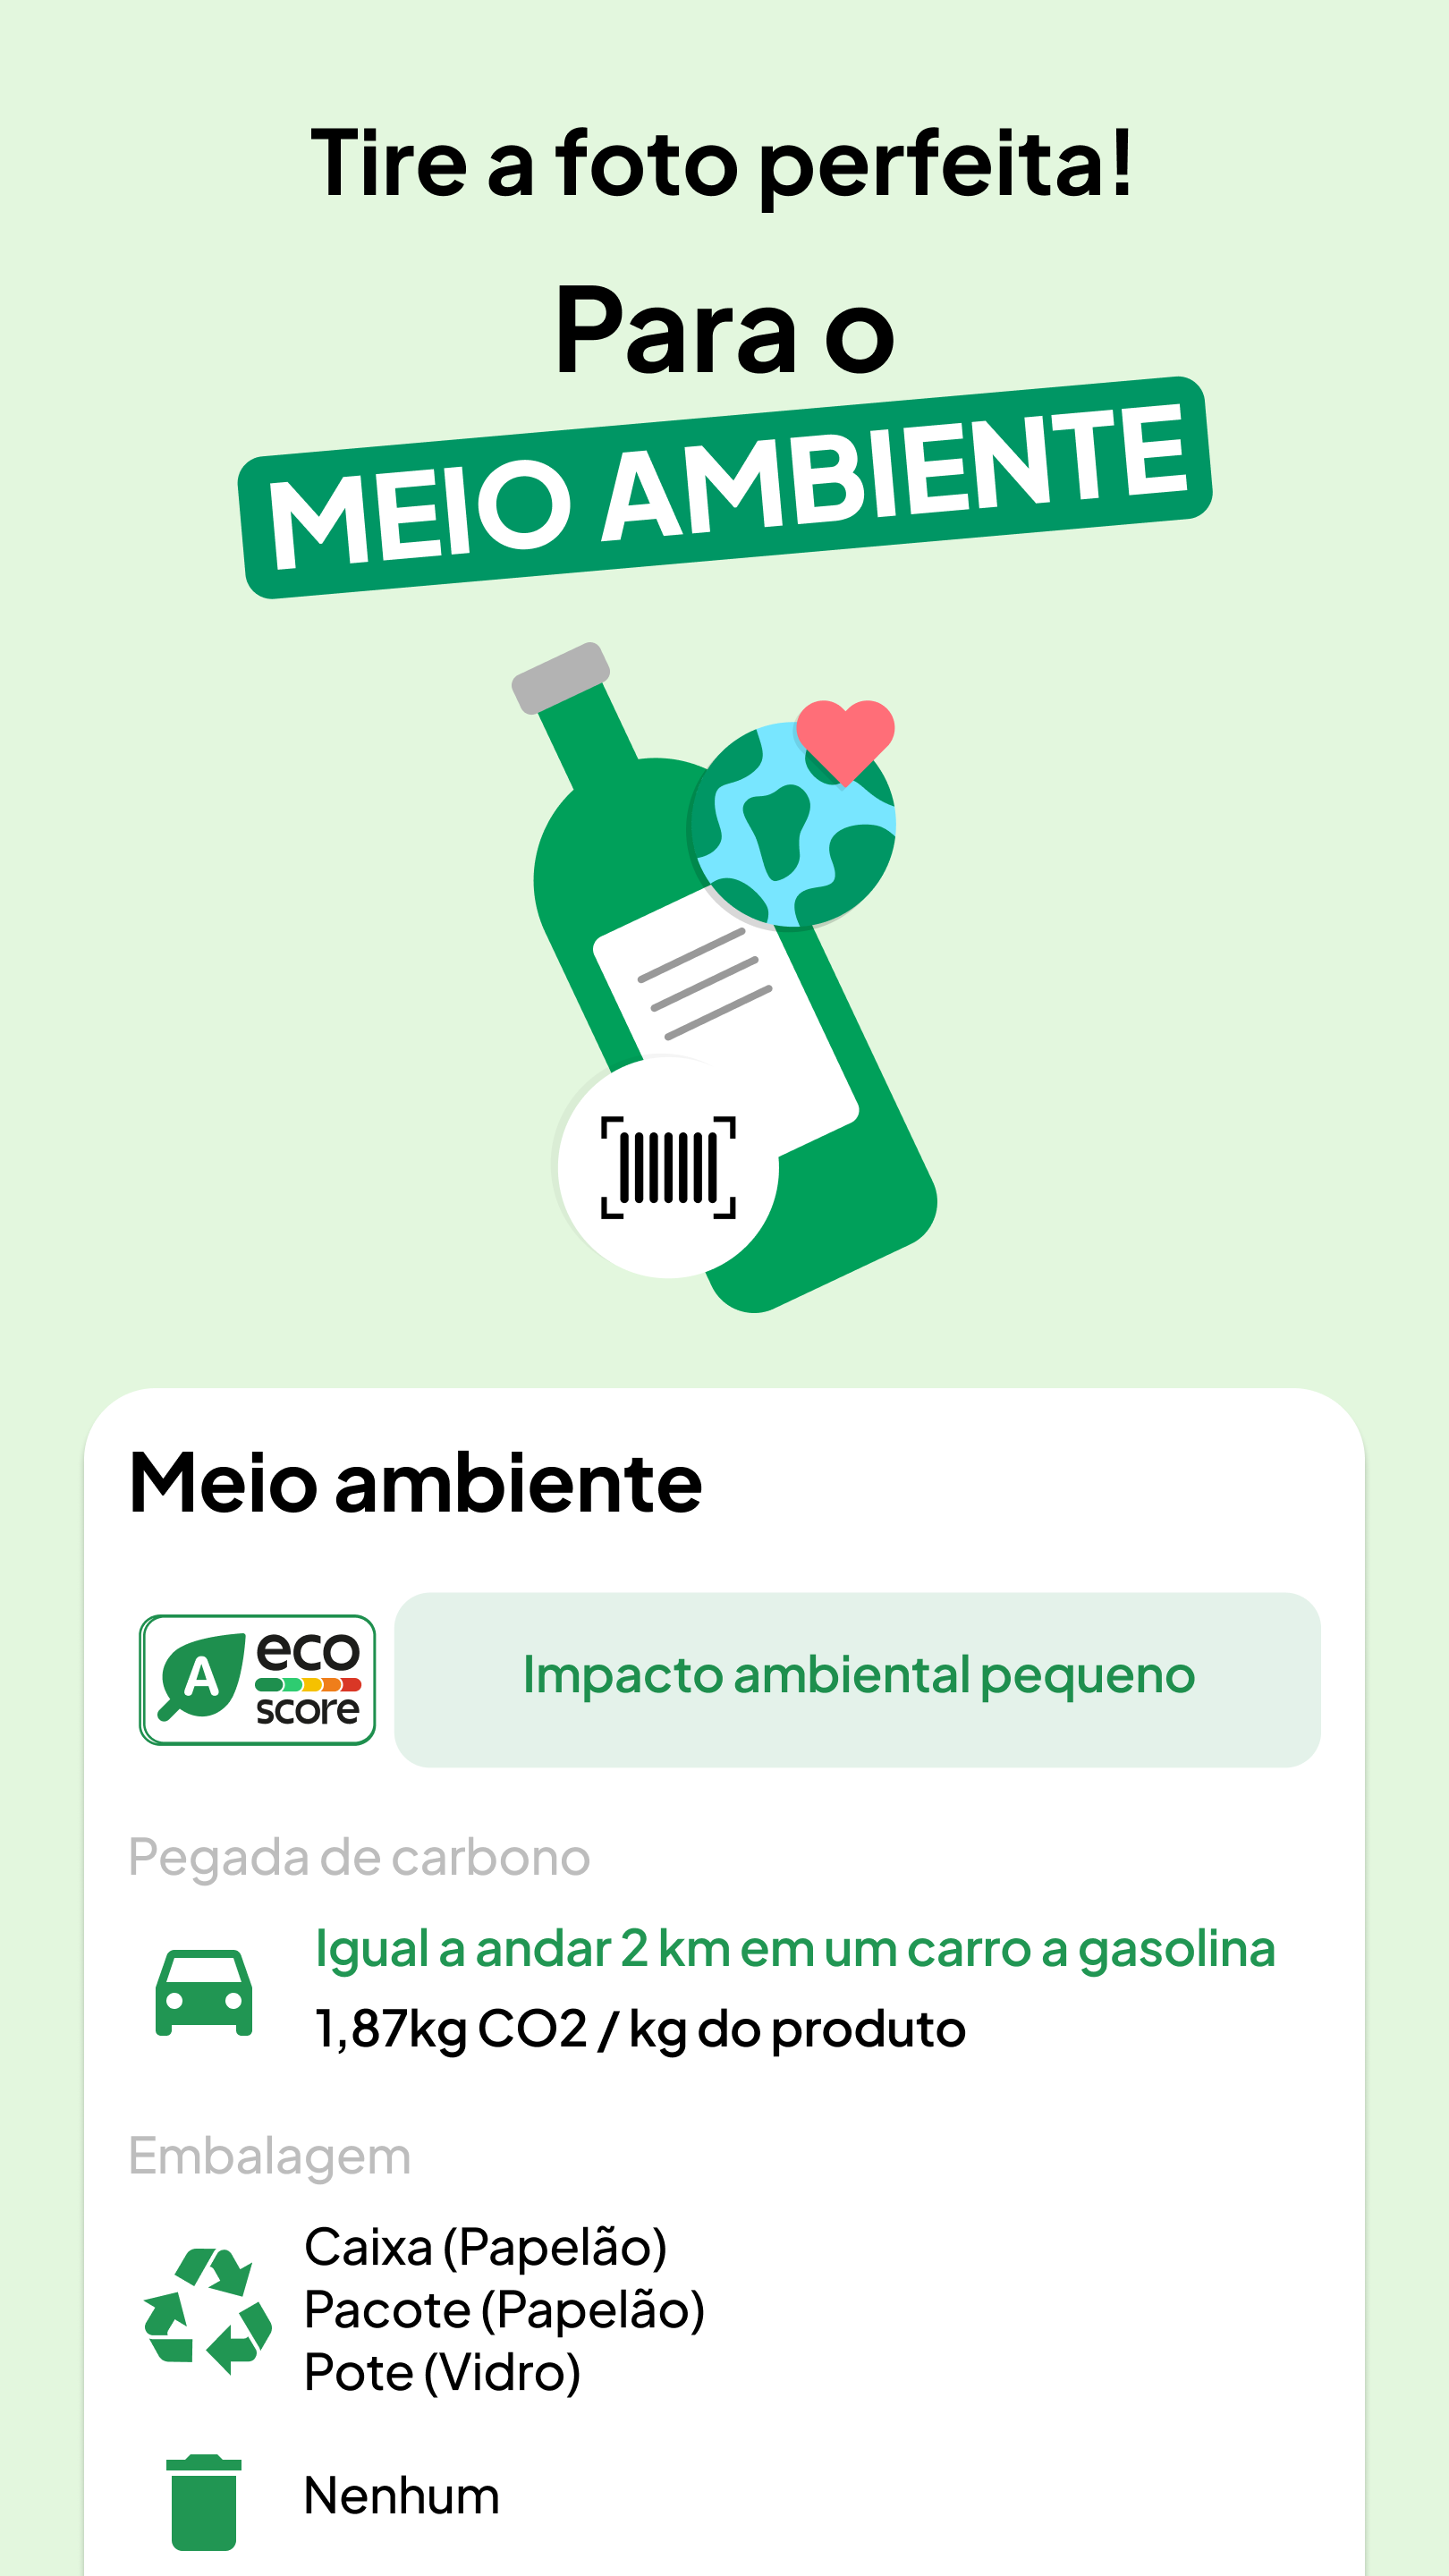 Tire a foto perfeita!
Para o
MEIO AMBIENTE
Meio ambiente
A
eco
score
Impacto ambiental pequeno
Pegada de carbono
Igual a andar 2 km em um carro a gasolina
1,87kg CO2 / kg do produto
Embalagem
Caixa (Papelão)
Pacote (Papelão)
Pote (Vidro)
Nenhum